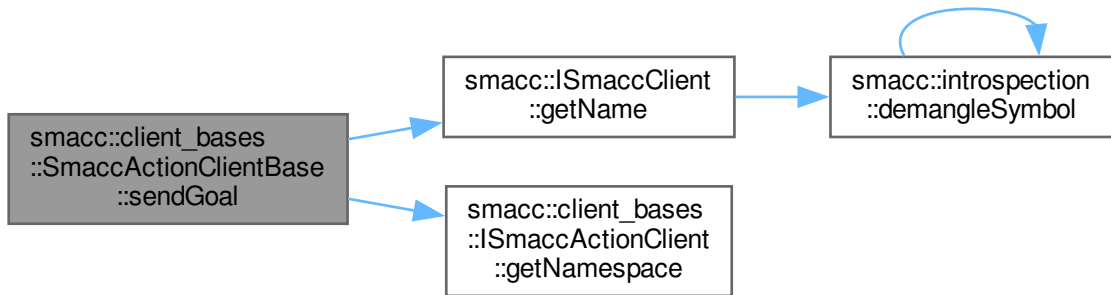 smacc::client_bases
::SmaccActionClientBase
::sendGoal
smacc::ISmaccClient
::getName
smacc::introspection
::demangleSymbol
smacc::client_bases
::ISmaccActionClient
::getNamespace